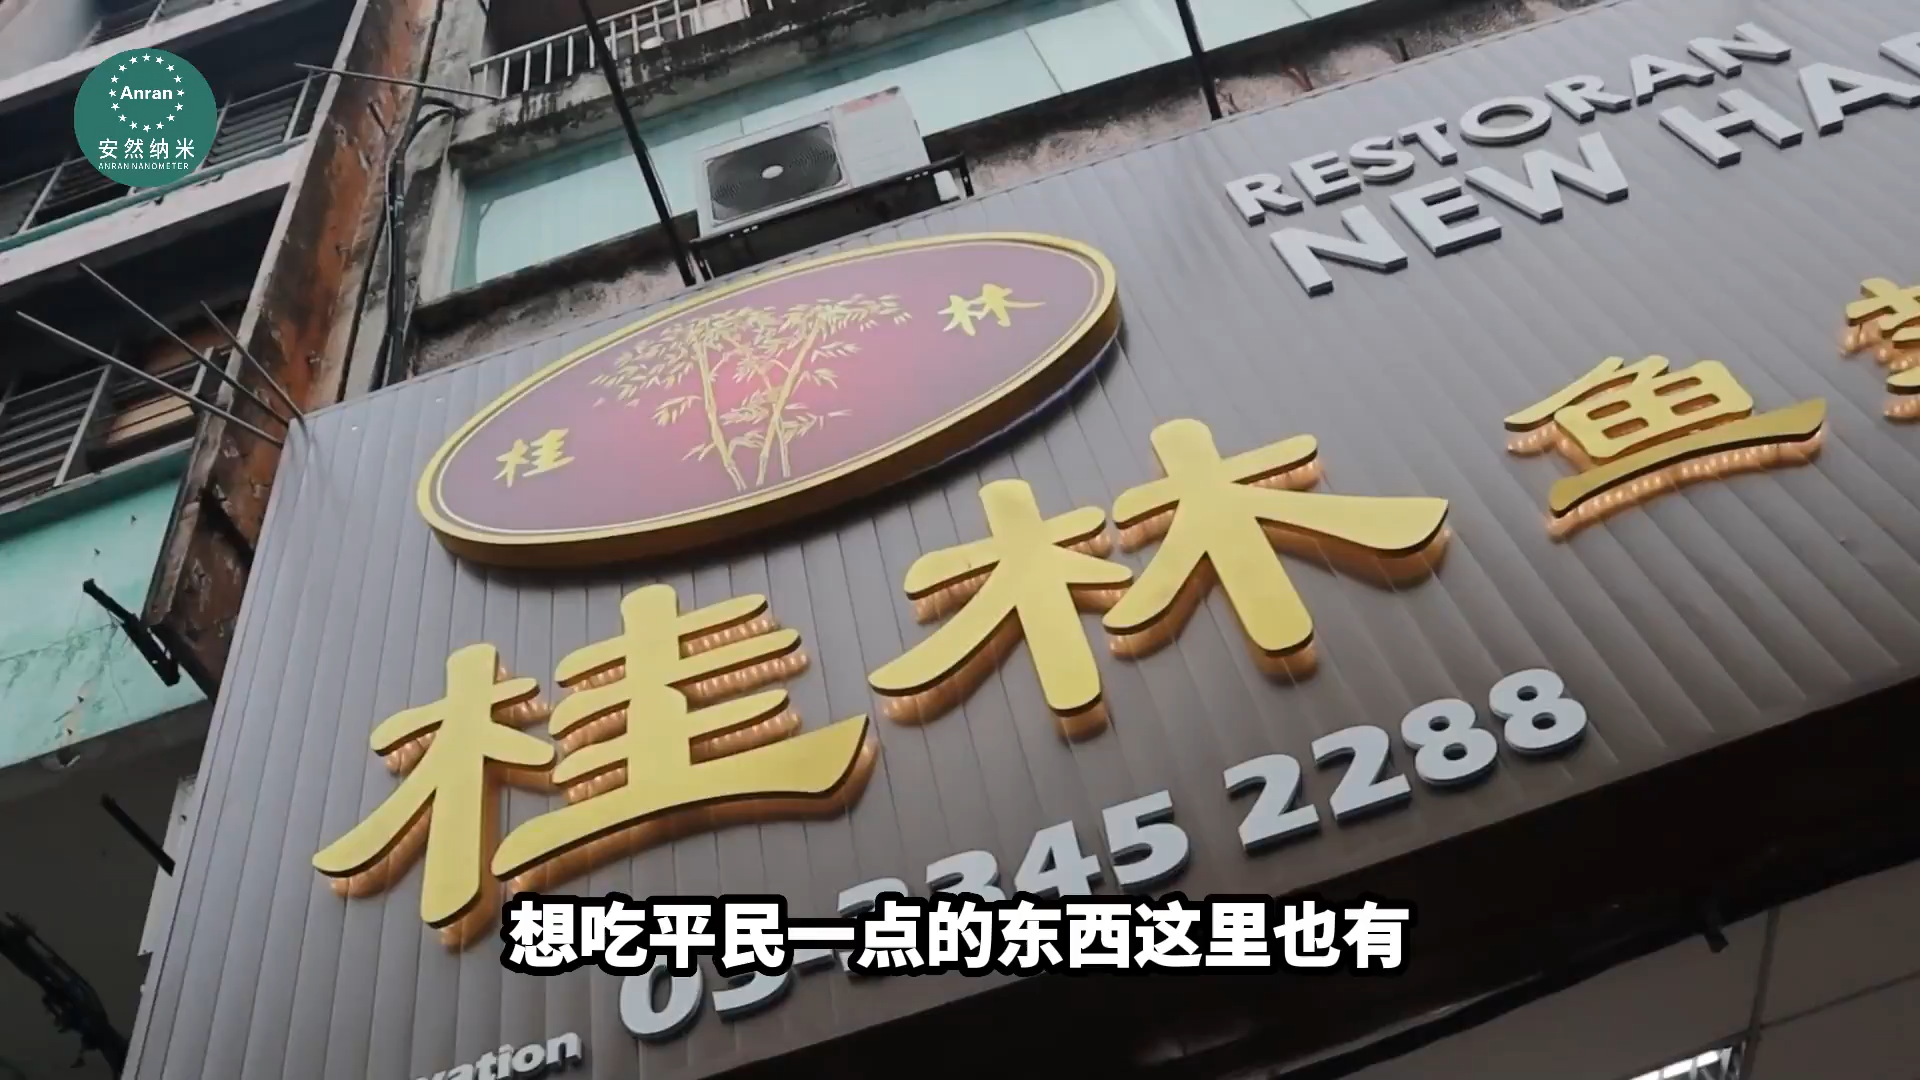 Anran
安然纳米
ANRAN NANOMETER
RESTORAN
NEW
桂 林
桂林 鱼
2345 2288
想吃平民一点的东西这里也有